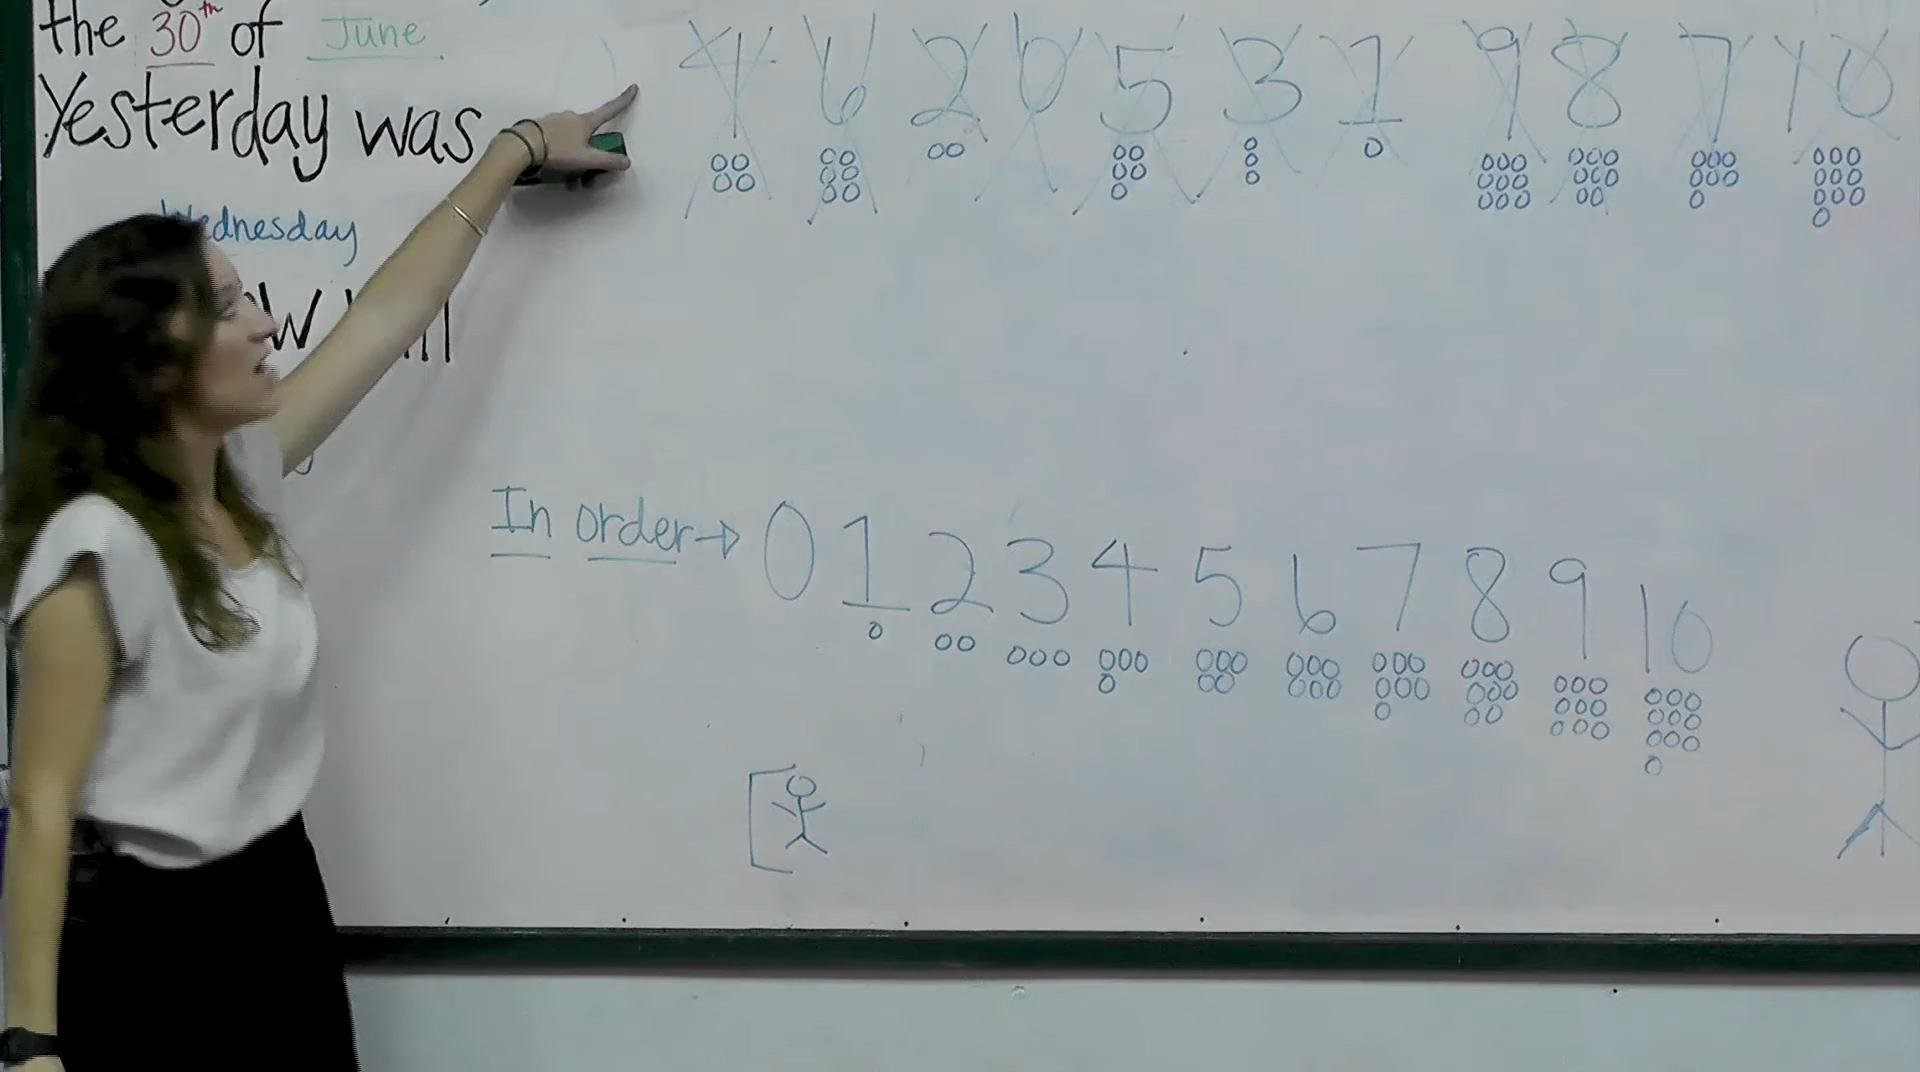 the 30th of June
Yesterday was
Wednesday
4 6 2 0 5 3 1 9 8 7 10
In order → 0 1 2 3 4 5 6 7 8 9 10